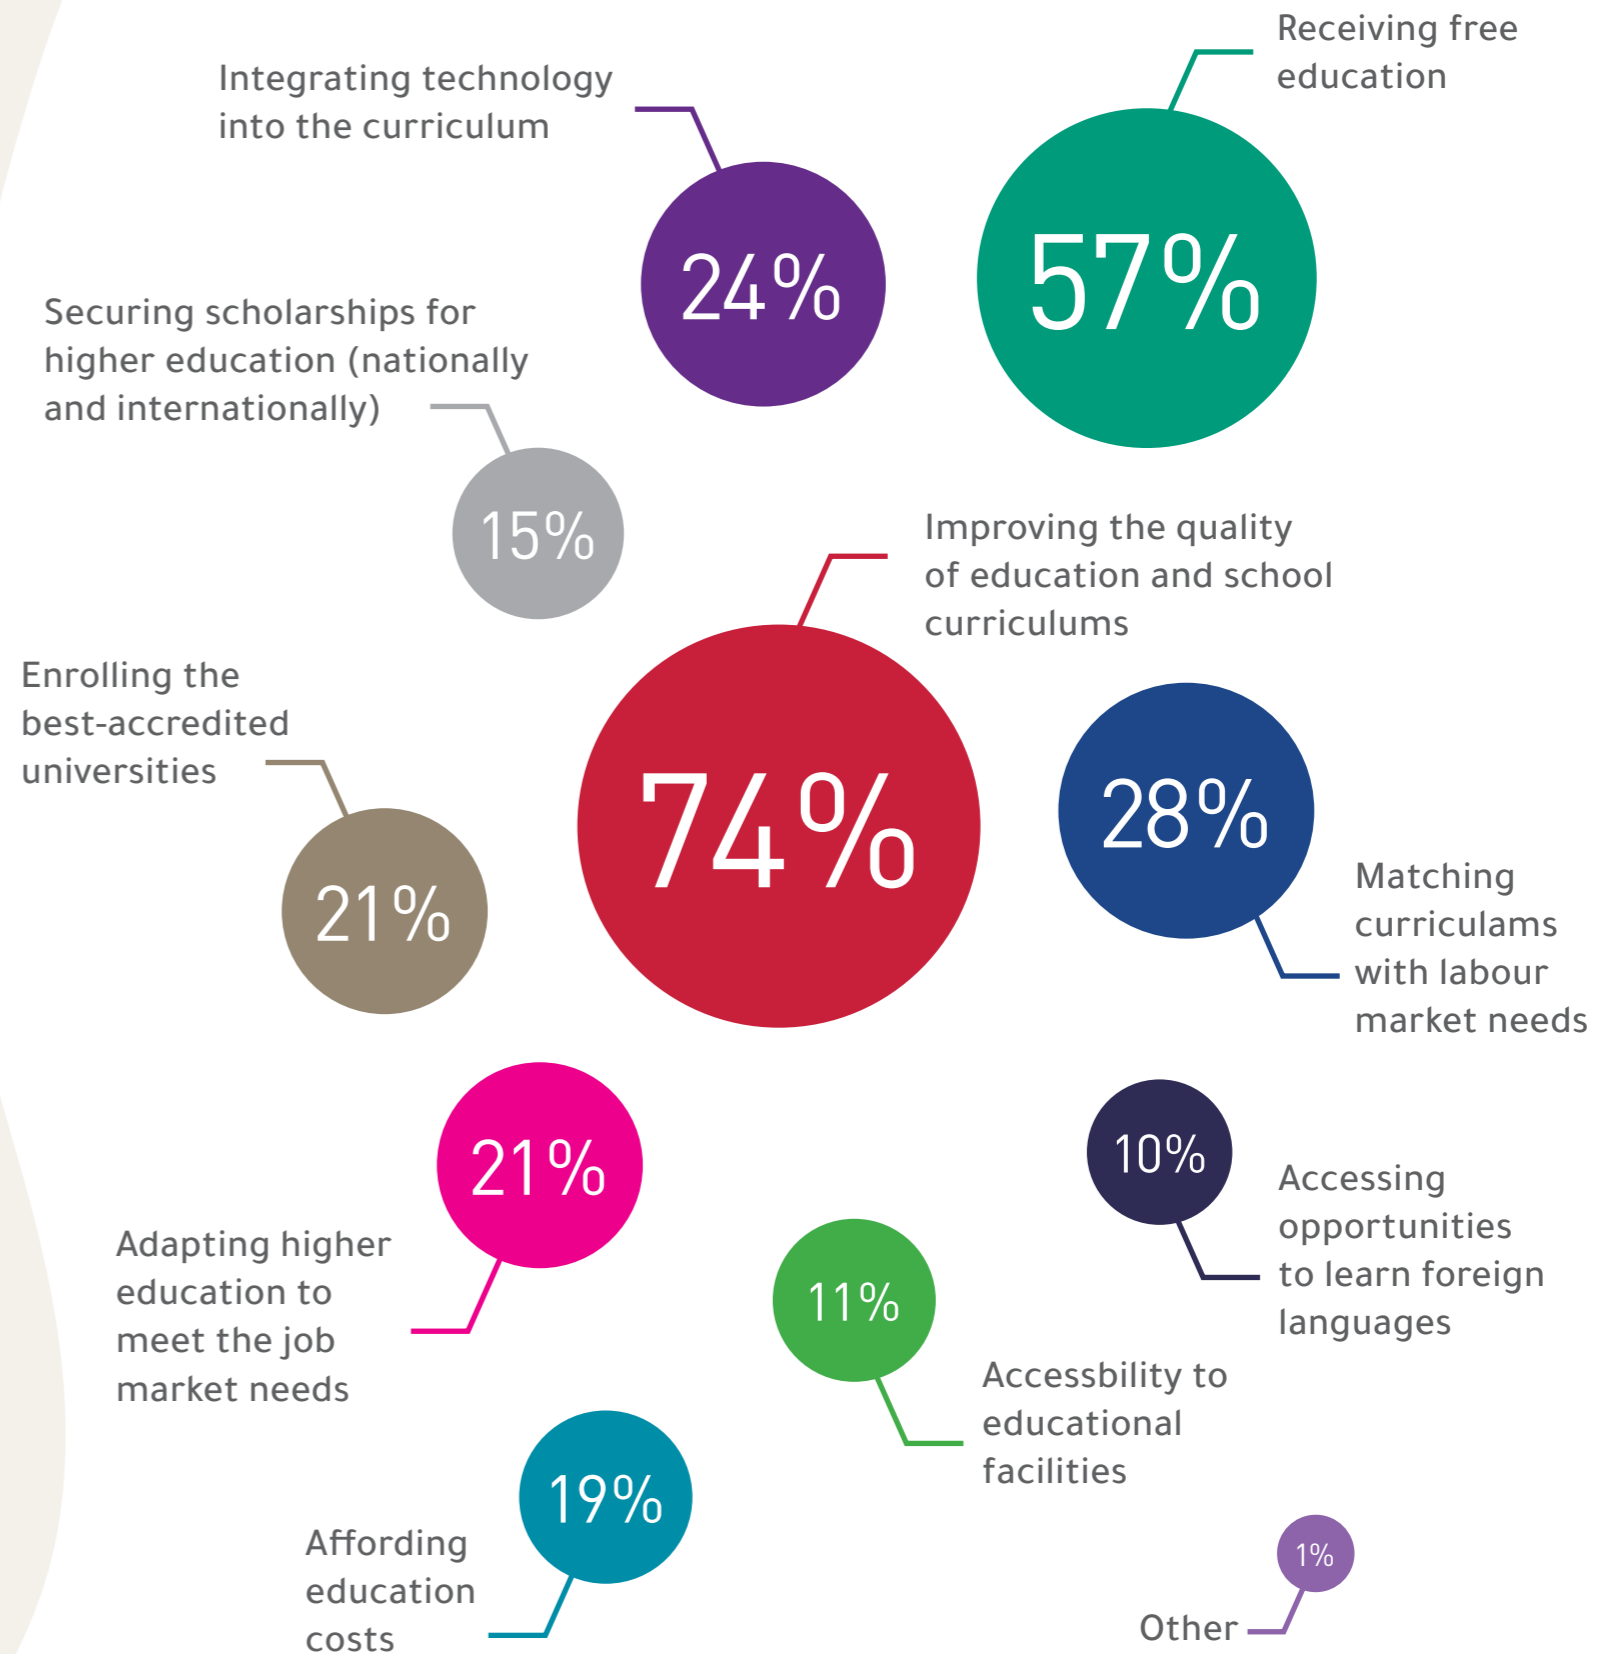 Receiving free
education
57%
Integrating technology
into the curriculum
24%
Securing scholarships for
higher education (nationally
and internationally)
15%
Improving the quality
of education and school
curriculums
74%
Enrolling the
best-accredited
universities
21%
28%
Matching
curriculams
with labour
market needs
21%
Adapting higher
education to
meet the job
market needs
10%
Accessing
opportunities
to learn foreign
languages
11%
Accessbility to
educational
facilities
19%
Affording
education
costs
1%
Other